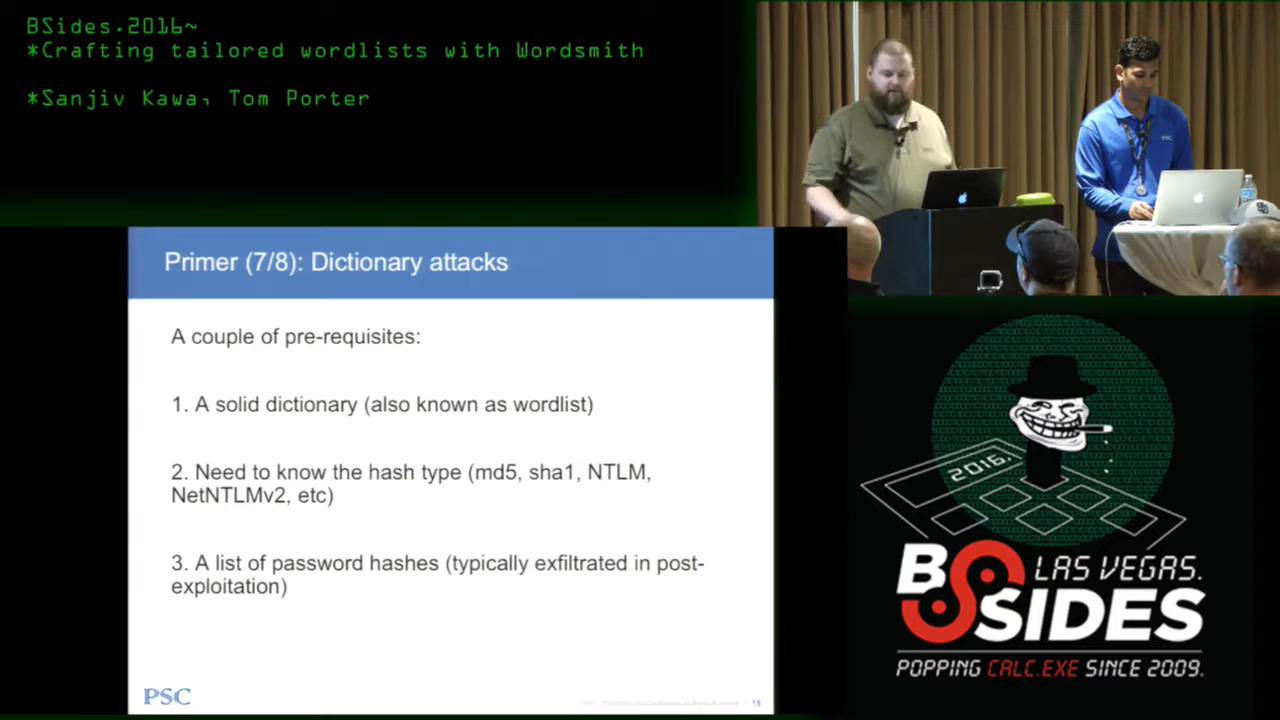 BSides.2016~
*Crafting tailored wordlists with Wordsmith
*Sanjiv Kawa, Tom Porter
Primer (7/8): Dictionary attacks
A couple of pre-requisites:
1. A solid dictionary (also known as wordlist)
2. Need to know the hash type (md5, sha1, NTLM,
NetNTLMv2, etc)
3. A list of password hashes (typically exfiltrated in post-
exploitation)
PSC
15
PSC
2016.
BSIDES
LAS VEGAS.
POPPING CALC.EXE SINCE 2009.